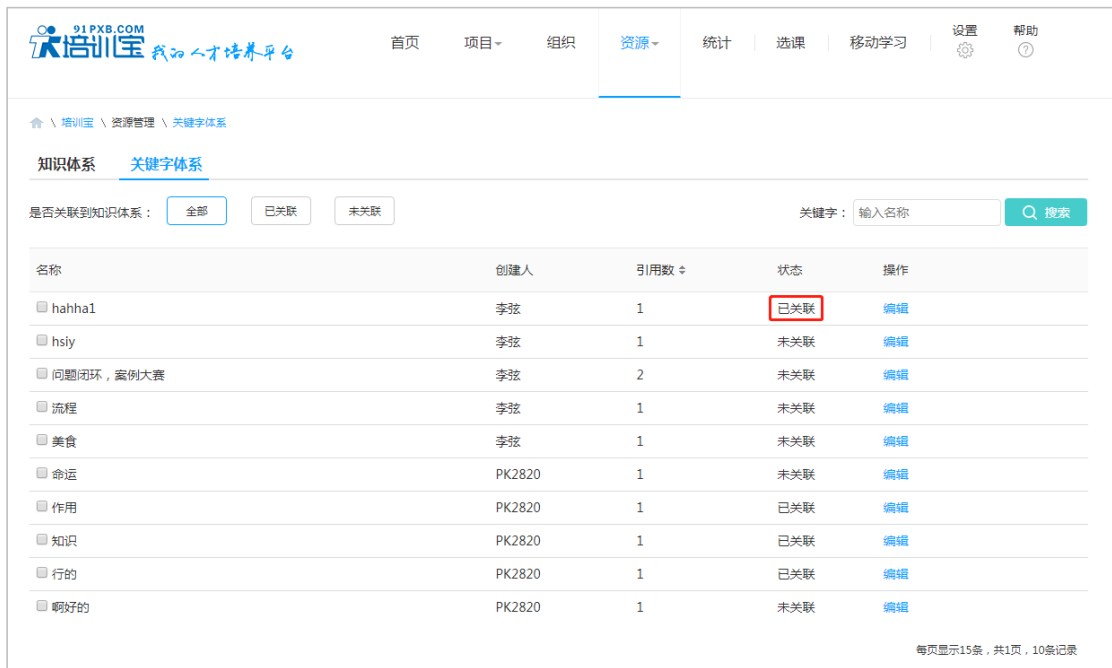 91PXB.COM
培训宝 我的人才培养平台
首页 项目 组织 资源 统计 选课 移动学习 设置 帮助
\ 培训宝 \ 资源管理 \ 关键字体系
知识体系 关键字体系
是否关联到知识体系： 全部 已关联 未关联 关键字： 输入名称 搜索
名称 创建人 引用数 状态 操作
hahha1 李弦 1 已关联 编辑
hsiy 李弦 1 未关联 编辑
问题闭环，案例大赛 李弦 2 未关联 编辑
流程 李弦 1 未关联 编辑
美食 李弦 1 未关联 编辑
命运 PK2820 1 未关联 编辑
作用 PK2820 1 已关联 编辑
知识 PK2820 1 已关联 编辑
行的 PK2820 1 已关联 编辑
啊好的 PK2820 1 未关联 编辑
每页显示15条，共1页，10条记录